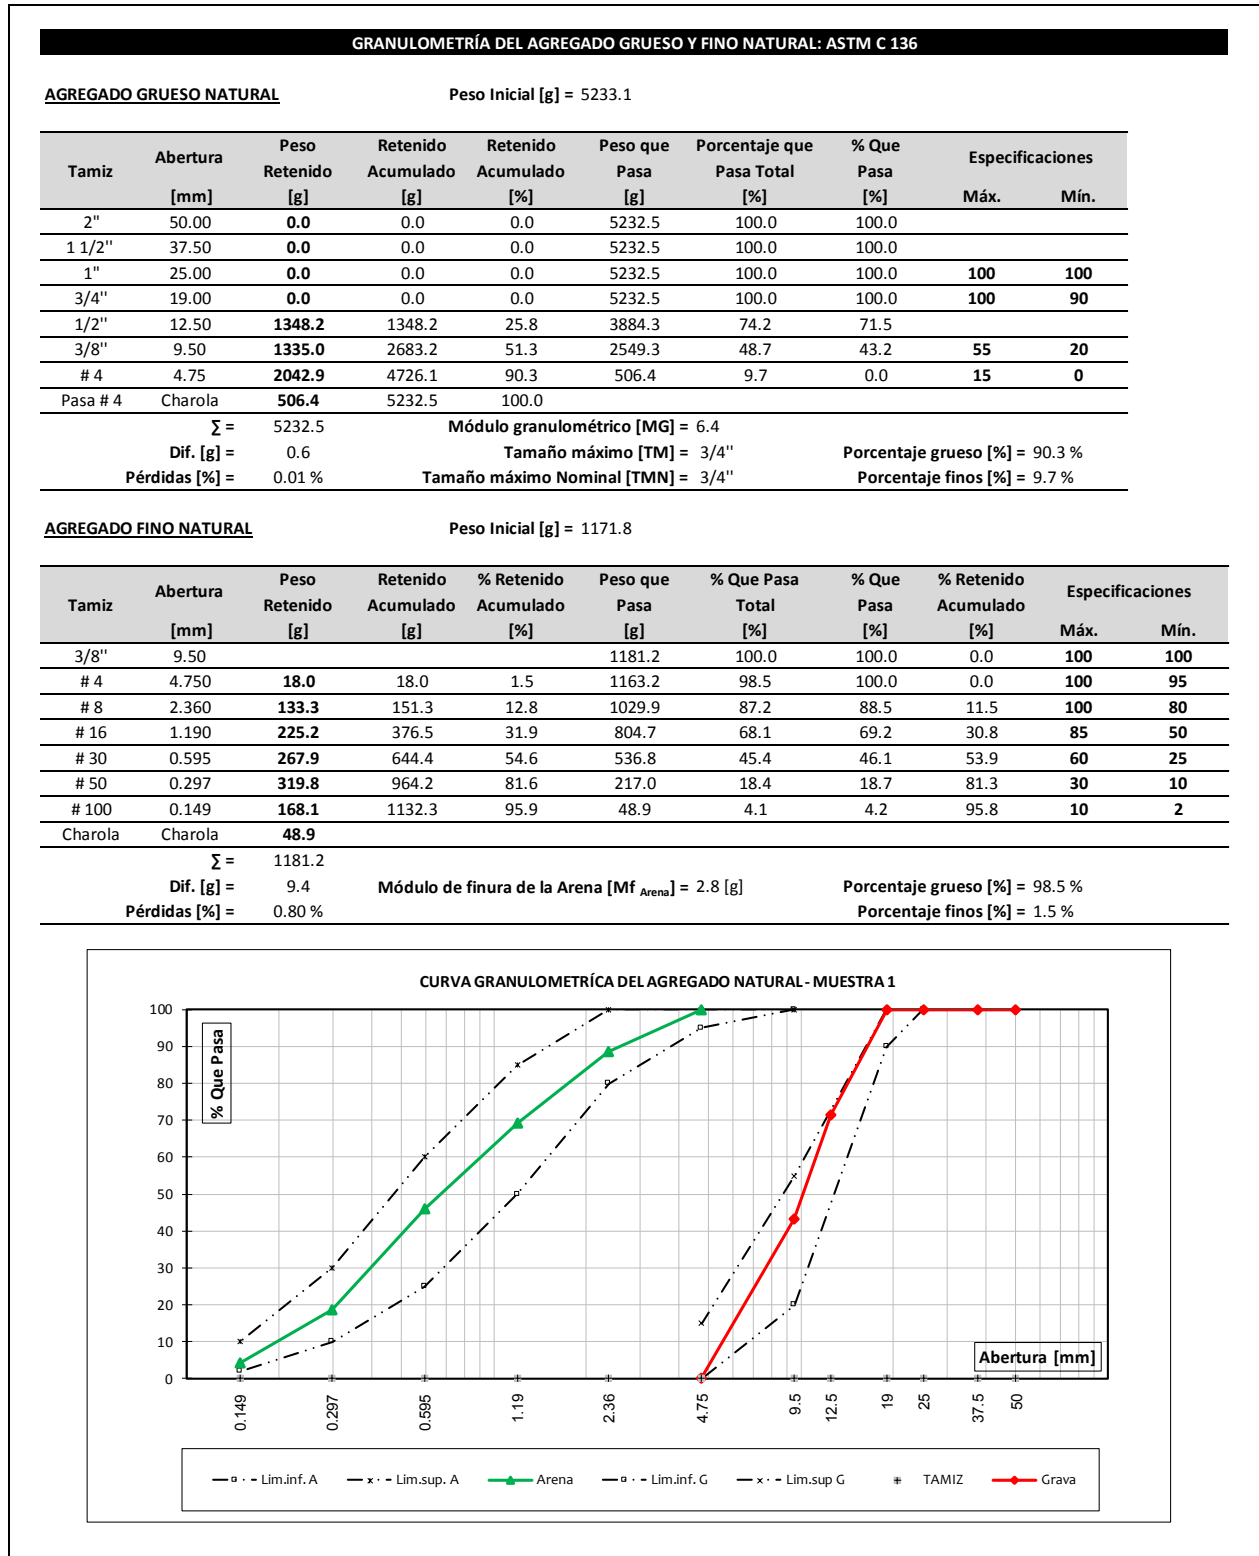 GRANULOMETRÍA DEL AGREGADO GRUESO Y FINO NATURAL: ASTM C 136
AGREGADO GRUESO NATURAL Peso Inicial [g] = 5233.1
Tamiz Abertura [mm] Peso Retenido [g] Retenido Acumulado [g] Retenido Acumulado [%] Peso que Pasa [g] Porcentaje que Pasa Total [%] % Que Pasa [%] Especificaciones Máx. Mín.
2" 50.00 0.0 0.0 0.0 5232.5 100.0 100.0
1 1/2'' 37.50 0.0 0.0 0.0 5232.5 100.0 100.0
1" 25.00 0.0 0.0 0.0 5232.5 100.0 100.0 100 100
3/4'' 19.00 0.0 0.0 0.0 5232.5 100.0 100.0 100 90
1/2'' 12.50 1348.2 1348.2 25.8 3884.3 74.2 71.5
3/8'' 9.50 1335.0 2683.2 51.3 2549.3 48.7 43.2 55 20
# 4 4.75 2042.9 4726.1 90.3 506.4 9.7 0.0 15 0
Pasa # 4 Charola 506.4 5232.5 100.0
∑ = 5232.5 Módulo granulométrico [MG] = 6.4
Dif. [g] = 0.6 Tamaño máximo [TM] = 3/4'' Porcentaje grueso [%] = 90.3 %
Pérdidas [%] = 0.01 % Tamaño máximo Nominal [TMN] = 3/4'' Porcentaje finos [%] = 9.7 %
AGREGADO FINO NATURAL Peso Inicial [g] = 1171.8
Tamiz Abertura [mm] Peso Retenido [g] Retenido Acumulado [g] % Retenido Acumulado [%] Peso que Pasa [g] % Que Pasa Total [%] % Que Pasa [%] % Retenido Acumulado [%] Especificaciones Máx. Mín.
3/8'' 9.50 1181.2 100.0 100.0 0.0 100 100
# 4 4.750 18.0 18.0 1.5 1163.2 98.5 100.0 0.0 100 95
# 8 2.360 133.3 151.3 12.8 1029.9 87.2 88.5 11.5 100 80
# 16 1.190 225.2 376.5 31.9 804.7 68.1 69.2 30.8 85 50
# 30 0.595 267.9 644.4 54.6 536.8 45.4 46.1 53.9 60 25
# 50 0.297 319.8 964.2 81.6 217.0 18.4 18.7 81.3 30 10
# 100 0.149 168.1 1132.3 95.9 48.9 4.1 4.2 95.8 10 2
Charola Charola 48.9
∑ = 1181.2
Dif. [g] = 9.4 Módulo de finura de la Arena [Mf Arena] = 2.8 [g] Porcentaje grueso [%] = 98.5 %
Pérdidas [%] = 0.80 % Porcentaje finos [%] = 1.5 %
CURVA GRANULOMETRÍCA DEL AGREGADO NATURAL - MUESTRA 1
% Que Pasa
100
90
80
70
60
50
40
30
20
10
0
Abertura [mm]
0.149 0.297 0.595 1.19 2.36 4.75 9.5 12.5 19 25 37.5 50
Lim.inf. A Lim.sup. A Arena Lim.inf. G Lim.sup G TAMIZ Grava